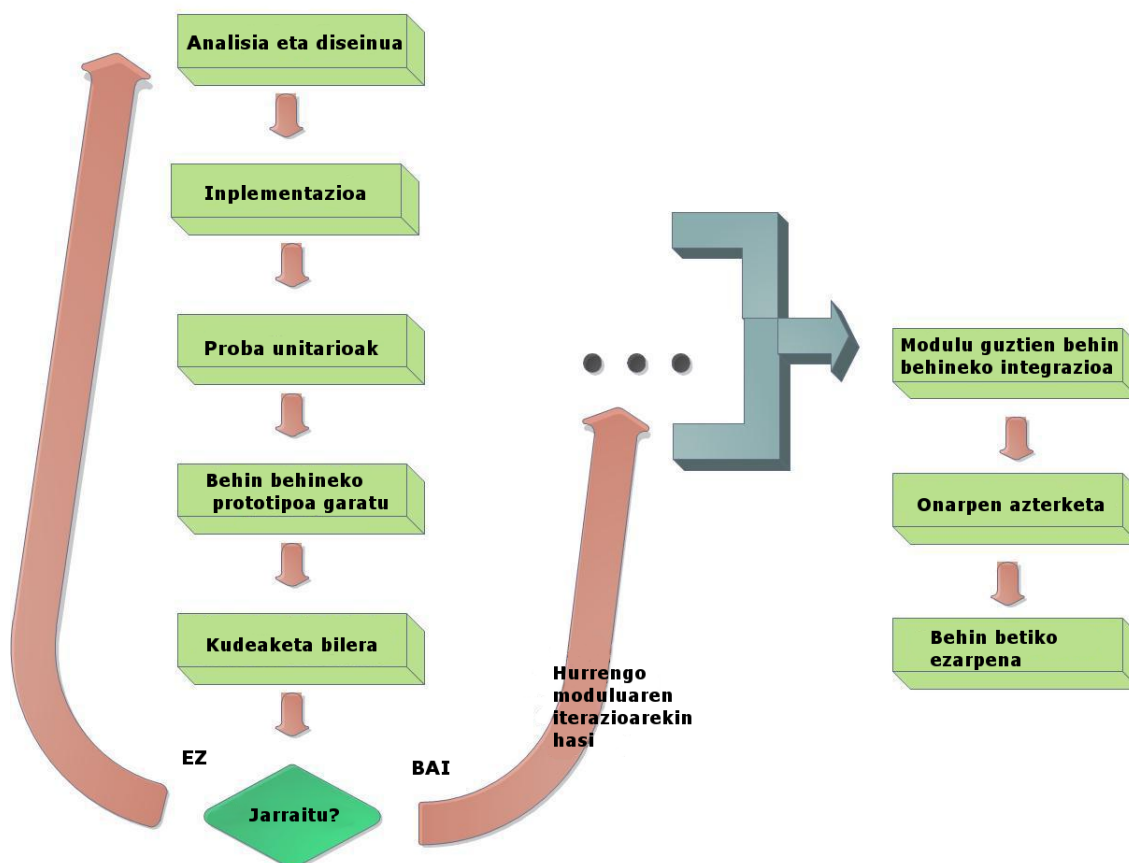 Analisia eta diseinua
Inplementazioa
Proba unitarioak
Behin behineko
prototipoa garatu
Kudeaketa bilera
EZ
Jarraitu?
BAI
Hurrengo
moduluaren
iterazioarekin
hasi
Modulu guztien behin
behineko integrazioa
Onarpen azterketa
Behin betiko
ezarpena